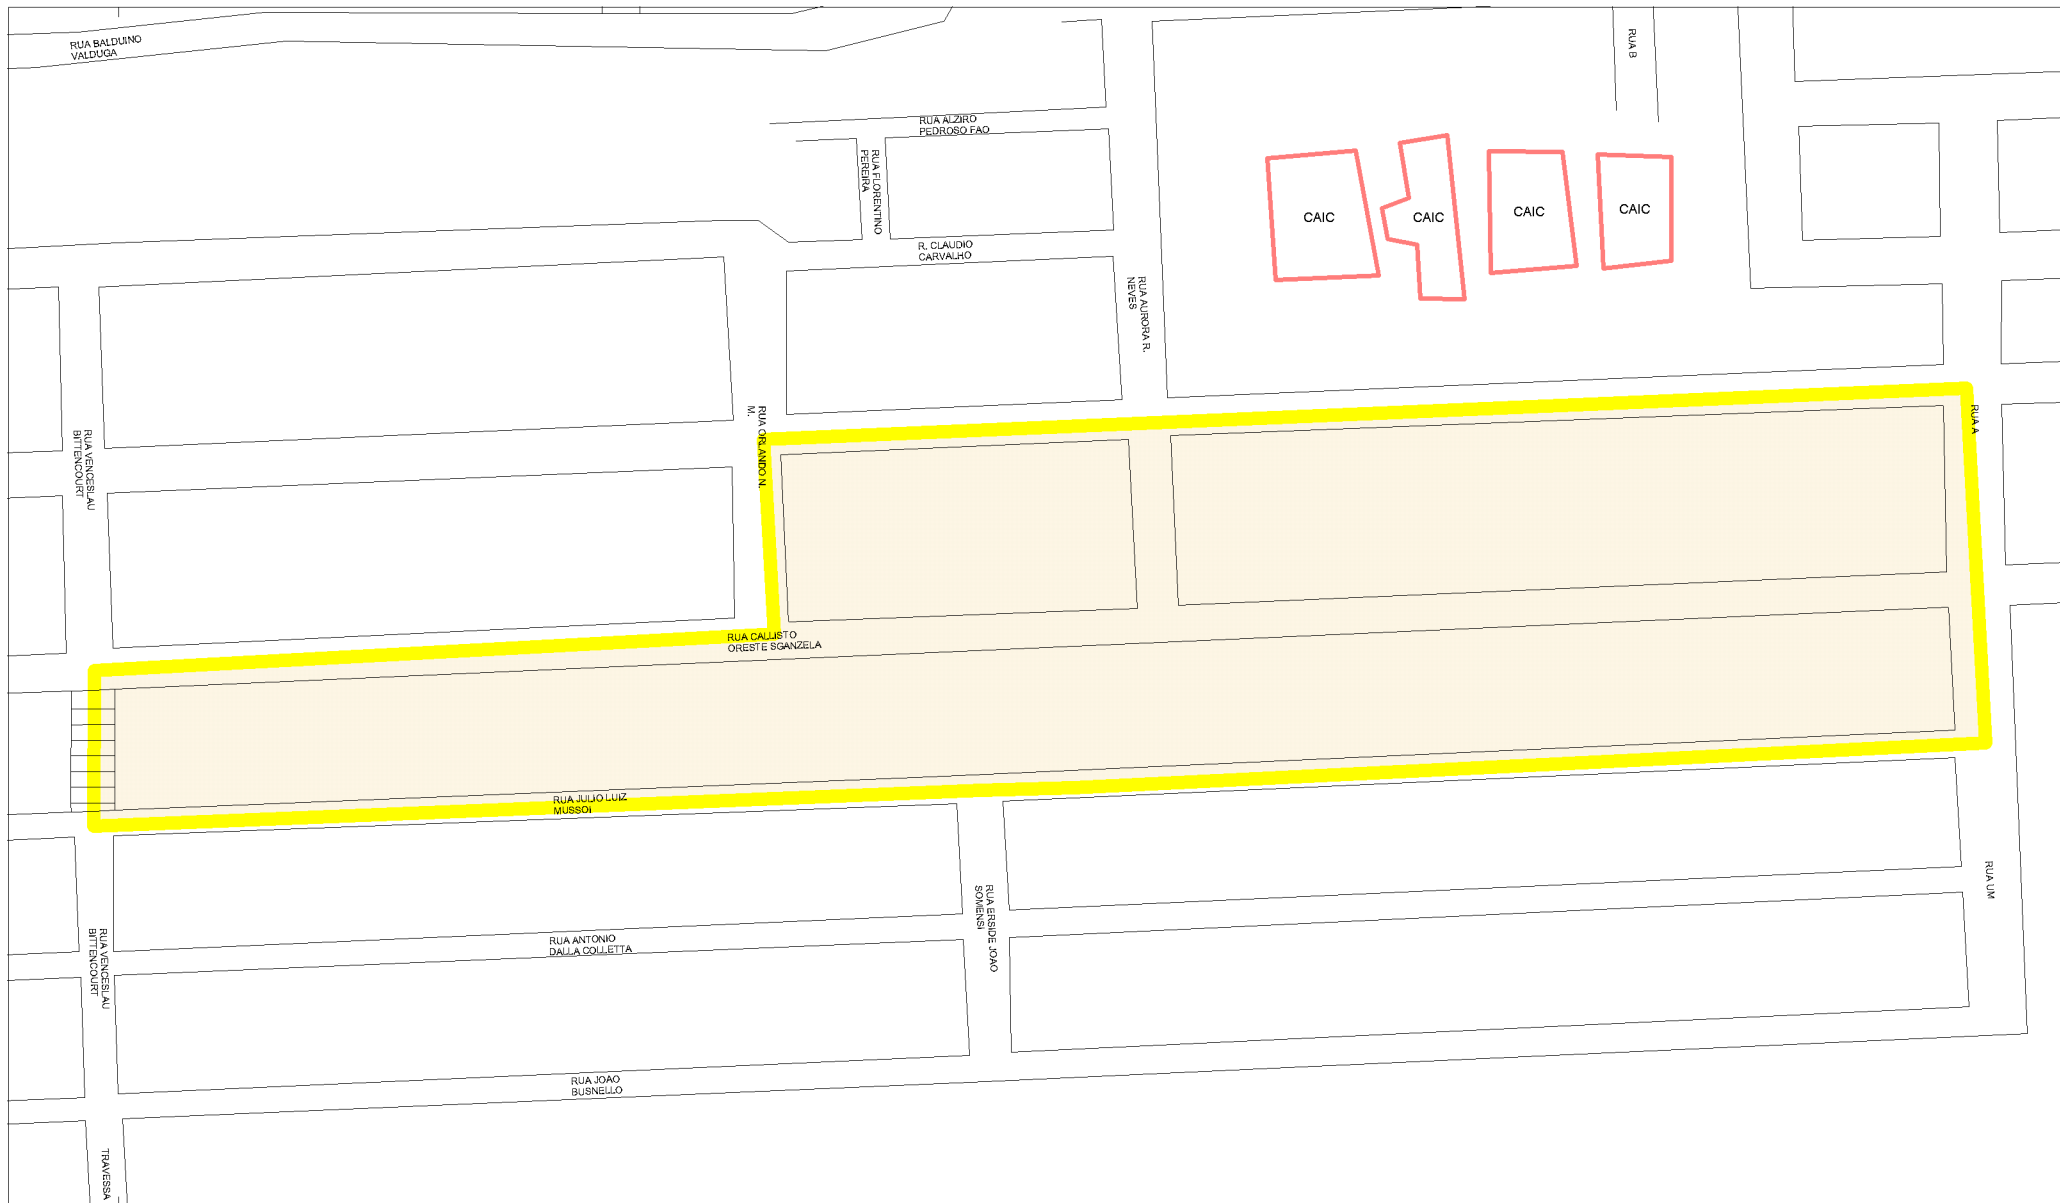 RUA BALDUINO
VALDUGA
RUA B
RUA ALZIRO
PEDROSO FAO
RUA FLORENTINO
PEREIRA
CAIC
CAIC
CAIC
CAIC
R. CLAUDIO
CARVALHO
RUA AURORA R.
NEVES
RUA ORLANDO N.
M.
RUA A
RUA VENCESLAU
BITTENCOURT
RUA CALLISTO
ORESTE SGANZELA
RUA JULIO LUIZ
MUSSOI
RUA UM
RUA ERSIDE JOAO
SOMENSI
RUA ANTONIO
DALLA COLLETTA
RUA VENCESLAU
BITTENCOURT
RUA JOAO
BUSNELLO
TRAVESSA